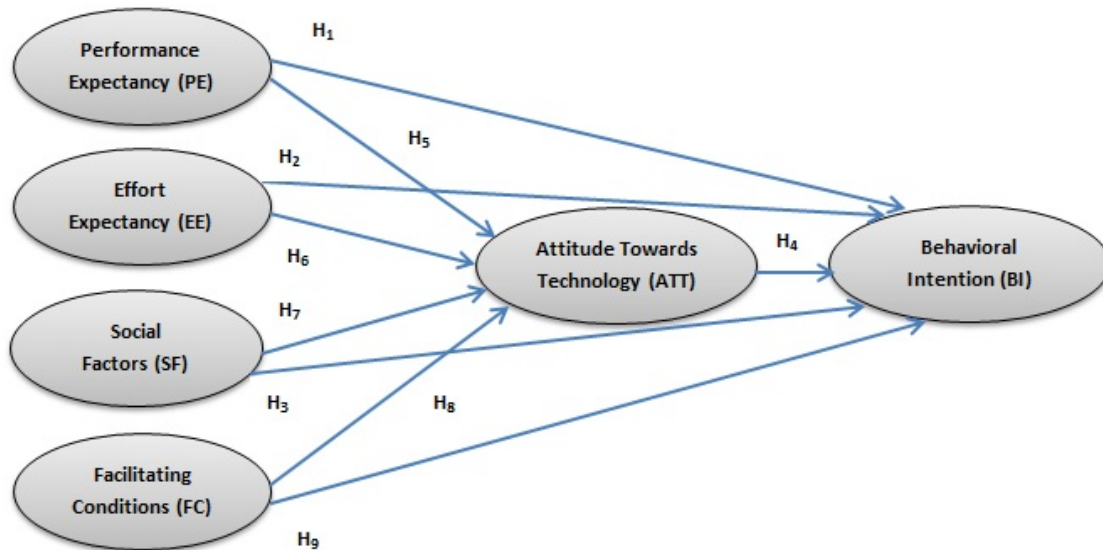 H1
Performance
Expectancy (PE)
H5
H2
Effort
Expectancy (EE)
H6
Attitude Towards
Technology (ATT)
H4
Behavioral
Intention (BI)
H7
Social
Factors (SF)
H3
H8
Facilitating
Conditions (FC)
H9